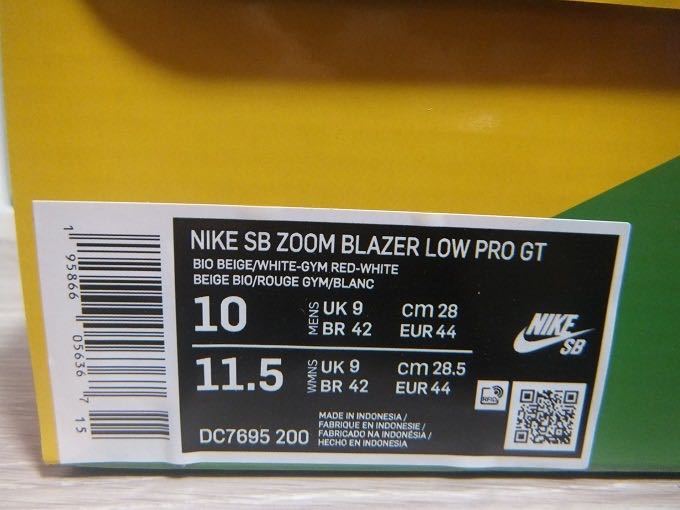 NIKE SB ZOOM BLAZER LOW PRO GT
BIO BEIGE/WHITE-GYM RED-WHITE
BEIGE BIO/ROUGE GYM/BLANC
10 MENS UK 9 cm 28
BR 42 EUR 44
NIKE
SB
11.5 WMNS UK 9 cm 28.5
BR 42 EUR 44
RFID
DC7695 200
MADE IN INDONESIA/
FABRIQUE EN INDONESIE/
FABRICADO NA INDONÉSIA/
HECHO EN INDONESIA
1 95866 05636 7 15